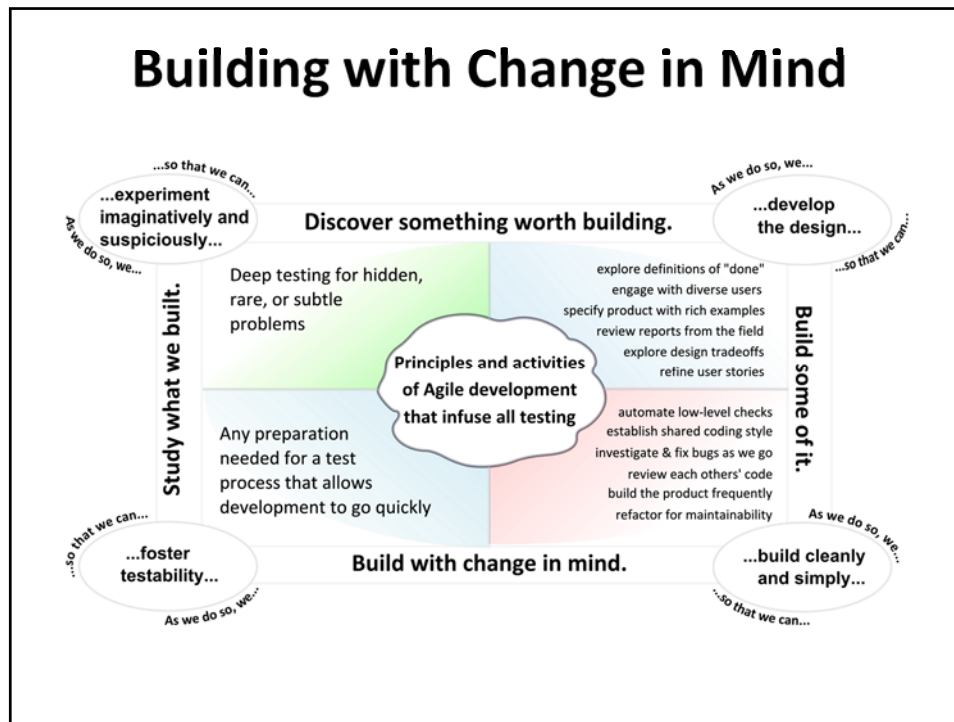 Building with Change in Mind
...so that we can...
...experiment
imaginatively and
suspiciously...
As we do so, we...
Discover something worth building.
As we do so, we...
...develop
the design...
...so that we can...
Study what we built.
Deep testing for hidden,
rare, or subtle
problems
explore definitions of "done"
engage with diverse users
specify product with rich examples
review reports from the field
explore design tradeoffs
refine user stories
Build some of it.
Principles and activities
of Agile development
that infuse all testing
Any preparation
needed for a test
process that allows
development to go quickly
automate low-level checks
establish shared coding style
investigate & fix bugs as we go
review each others' code
build the product frequently
refactor for maintainability
...so that we can...
...foster
testability...
As we do so, we...
Build with change in mind.
As we do so, we...
...build cleanly
and simply...
...so that we can...